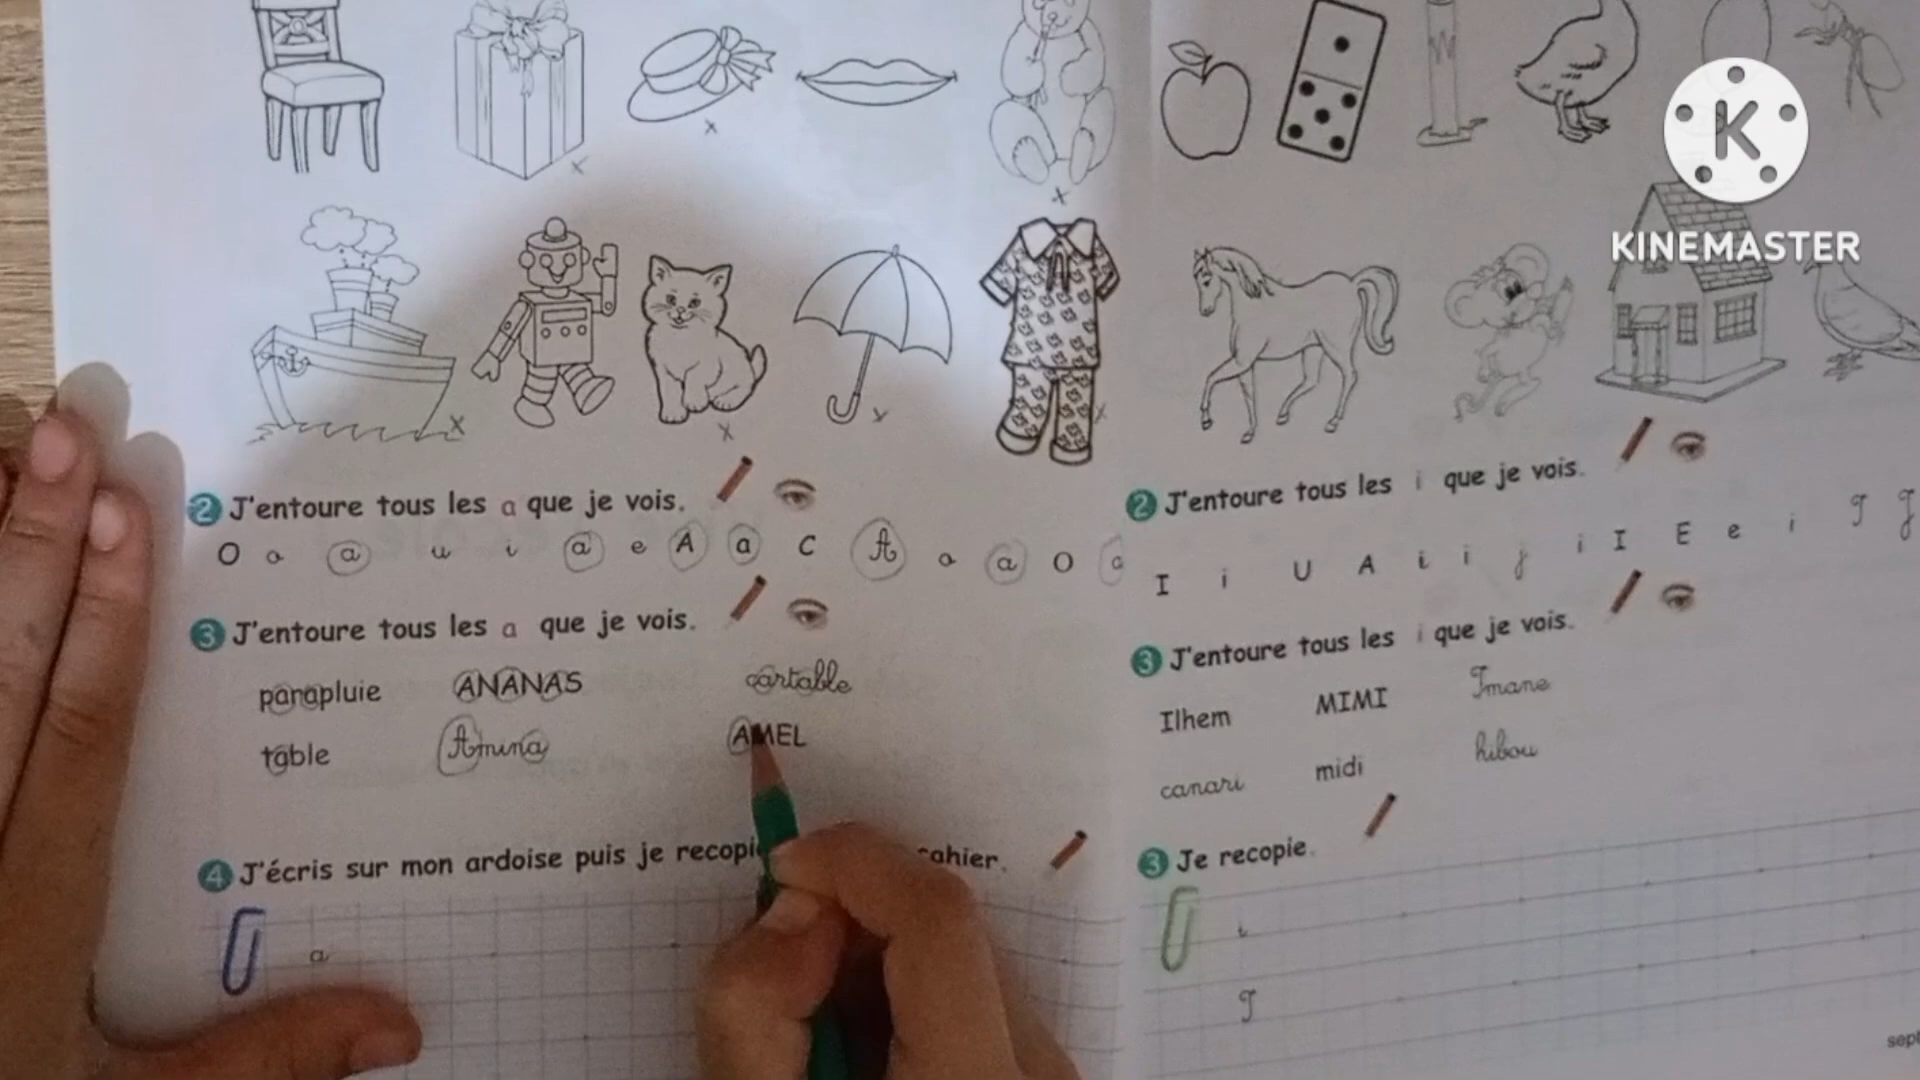 KINEMASTER
2 J'entoure tous les a que je vois.
O a a u i a e A a C A a a O a
3 J'entoure tous les a que je vois.
parapluie ANANAS cartable
table Amina AMEL
4 J'écris sur mon ardoise puis je cahier.
a
2 J'entoure tous les i que je vois.
I i U A i i j i I E e i
3 J'entoure tous les i que je vois.
Ilhem MIMI Imane
canari midi hibou
3 Je recopie.
i
I